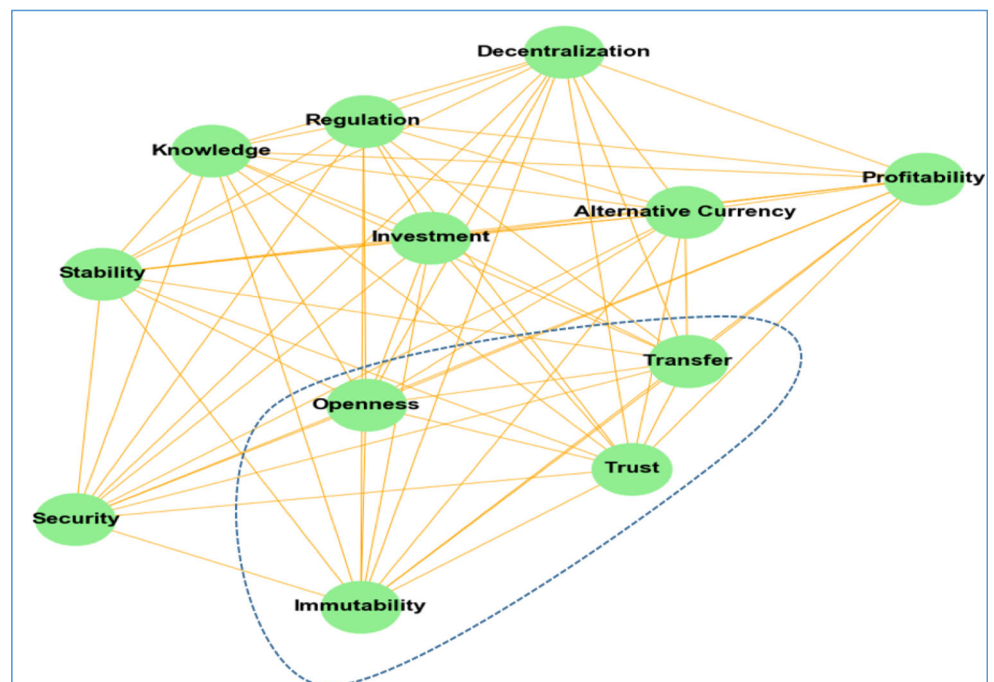 Decentralization
Regulation
Knowledge
Profitability
Alternative Currency
Investment
Stability
Transfer
Openness
Trust
Security
Immutability